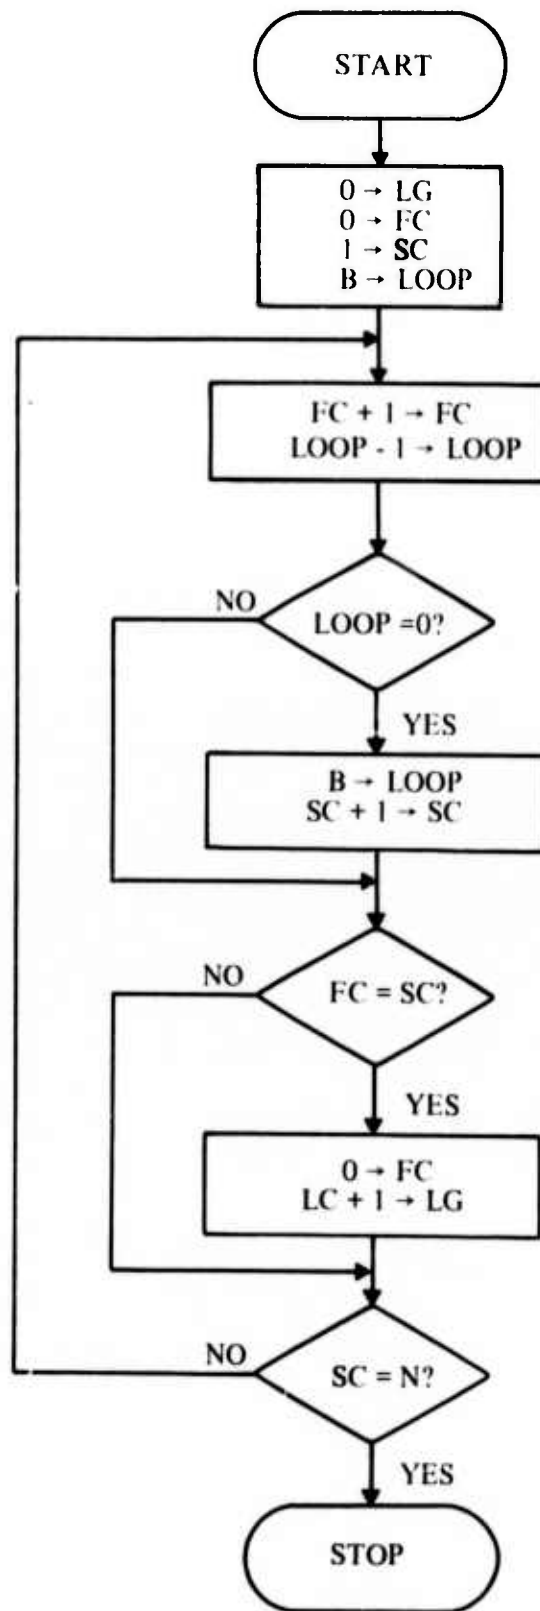 START
0 → LG
0 → FC
1 → SC
B → LOOP
FC + 1 → FC
LOOP - 1 → LOOP
NO
LOOP =0?
YES
B → LOOP
SC + 1 → SC
NO
FC = SC?
YES
0 → FC
LC + 1 → LG
NO
SC = N?
YES
STOP